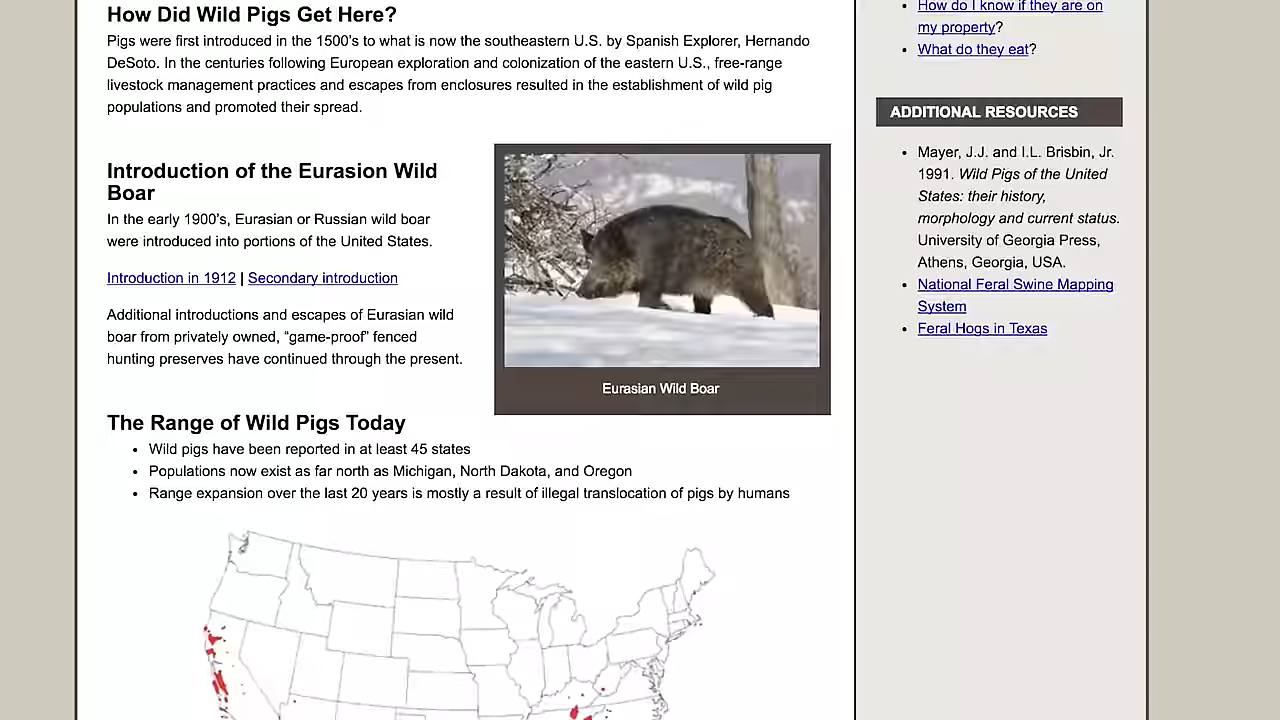 How Did Wild Pigs Get Here?
Pigs were first introduced in the 1500's to what is now the southeastern U.S. by Spanish Explorer, Hernando
DeSoto. In the centuries following European exploration and colonization of the eastern U.S., free-range
livestock management practices and escapes from enclosures resulted in the establishment of wild pig
populations and promoted their spread.
Introduction of the Eurasion Wild
Boar
In the early 1900's, Eurasian or Russian wild boar
were introduced into portions of the United States.
Introduction in 1912 | Secondary introduction
Additional introductions and escapes of Eurasian wild
boar from privately owned, “game-proof” fenced
hunting preserves have continued through the present.
Eurasian Wild Boar
The Range of Wild Pigs Today
• Wild pigs have been reported in at least 45 states
• Populations now exist as far north as Michigan, North Dakota, and Oregon
• Range expansion over the last 20 years is mostly a result of illegal translocation of pigs by humans
• How do I know if they are on
my property?
• What do they eat?
ADDITIONAL RESOURCES
• Mayer, J.J. and I.L. Brisbin, Jr.
1991. Wild Pigs of the United
States: their history,
morphology and current status.
University of Georgia Press,
Athens, Georgia, USA.
• National Feral Swine Mapping
System
• Feral Hogs in Texas